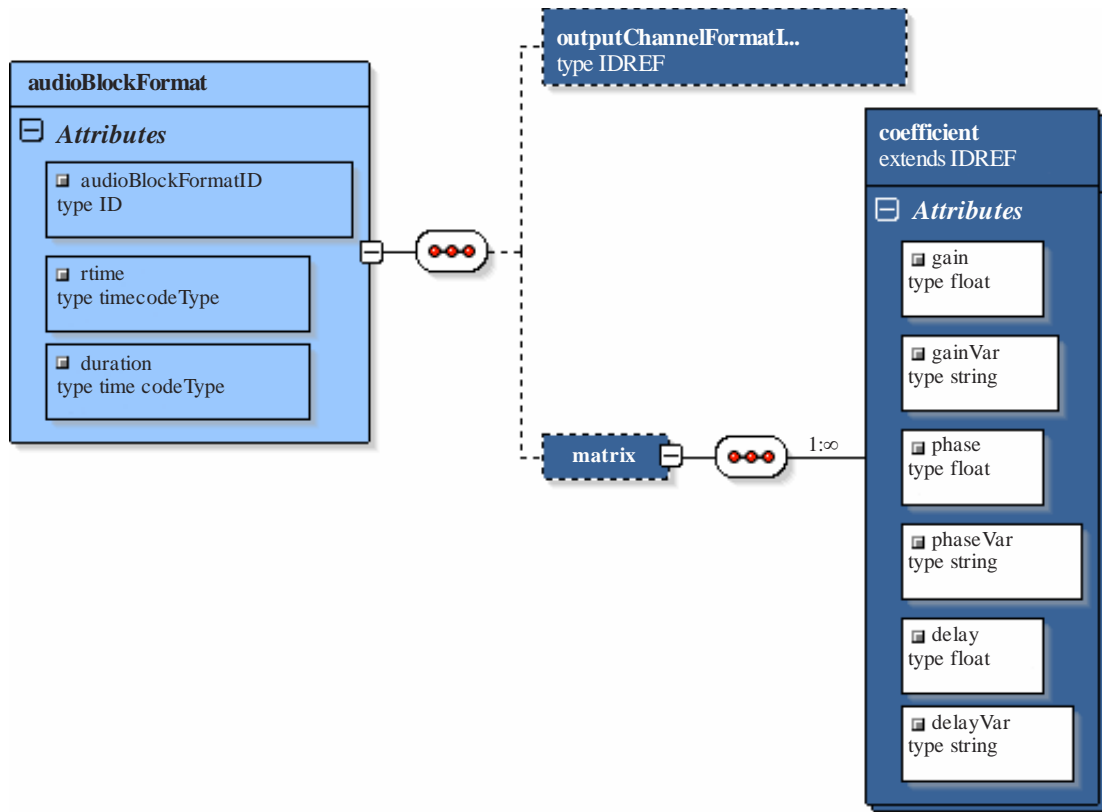 audioBlockFormat
Attributes
audioBlockFormatID
type ID
rtime
type timecodeType
duration
type time codeType
outputChannelFormatI...
type IDREF
matrix
1:∞
coefficient
extends IDREF
Attributes
gain
type float
gainVar
type string
phase
type float
phaseVar
type string
delay
type float
delayVar
type string